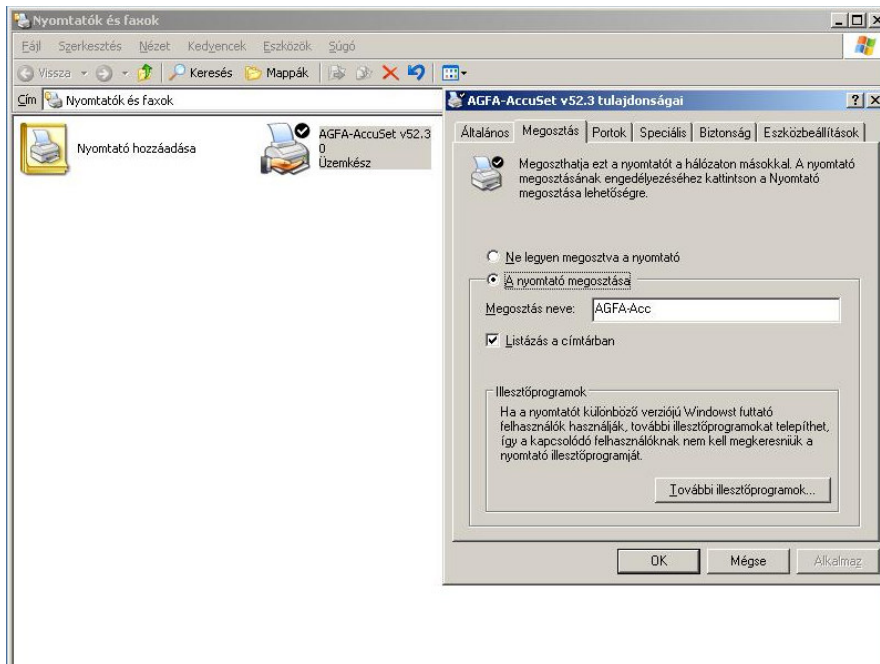 Nyomtatók és faxok
Fájl Szerkesztés Nézet Kedvencek Eszközök Súgó
Vissza Keresés Mappák
Cím Nyomtatók és faxok
Nyomtató hozzáadása
AGFA-AccuSet v52.3
0
Üzemkész
AGFA-AccuSet v52.3 tulajdonságai
Általános Megosztás Portok Speciális Biztonság Eszközbeállítások
Megoszthatja ezt a nyomtatót a hálózaton másokkal. A nyomtató
megosztásának engedélyezéséhez kattintson a Nyomtató
megosztása lehetőségre.
Ne legyen megosztva a nyomtató
A nyomtató megosztása
Megosztás neve: AGFA-Acc
Listázás a címtárban
Illesztőprogramok
Ha a nyomtatót különböző verziójú Windowst futtató
felhasználók használják, további illesztőprogramokat telepíthet,
így a kapcsolódó felhasználóknak nem kell megkeresniük a
nyomtató illesztőprogramját.
További illesztőprogramok...
OK Mégse Alkalmaz